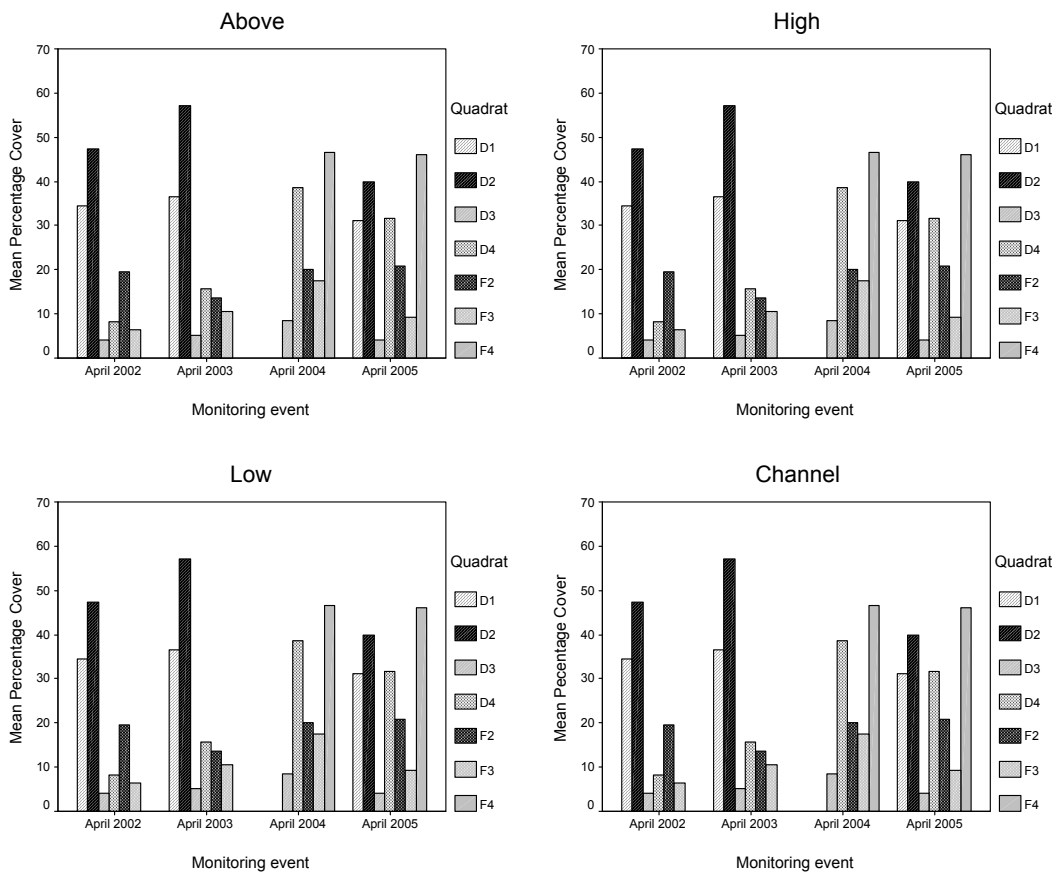 Above
70
60
50
40
30
20
10
0
Mean Percentage Cover
April 2002 April 2003 April 2004 April 2005
Monitoring event
Quadrat
D1
D2
D3
D4
F2
F3
F4
High
70
60
50
40
30
20
10
0
Mean Percentage Cover
April 2002 April 2003 April 2004 April 2005
Monitoring event
Quadrat
D1
D2
D3
D4
F2
F3
F4
Low
70
60
50
40
30
20
10
0
Mean Percentage Cover
April 2002 April 2003 April 2004 April 2005
Monitoring event
Quadrat
D1
D2
D3
D4
F2
F3
F4
Channel
70
60
50
40
30
20
10
0
Mean Pecentage Cover
April 2002 April 2003 April 2004 April 2005
Monitoring event
Quadrat
D1
D2
D3
D4
F2
F3
F4